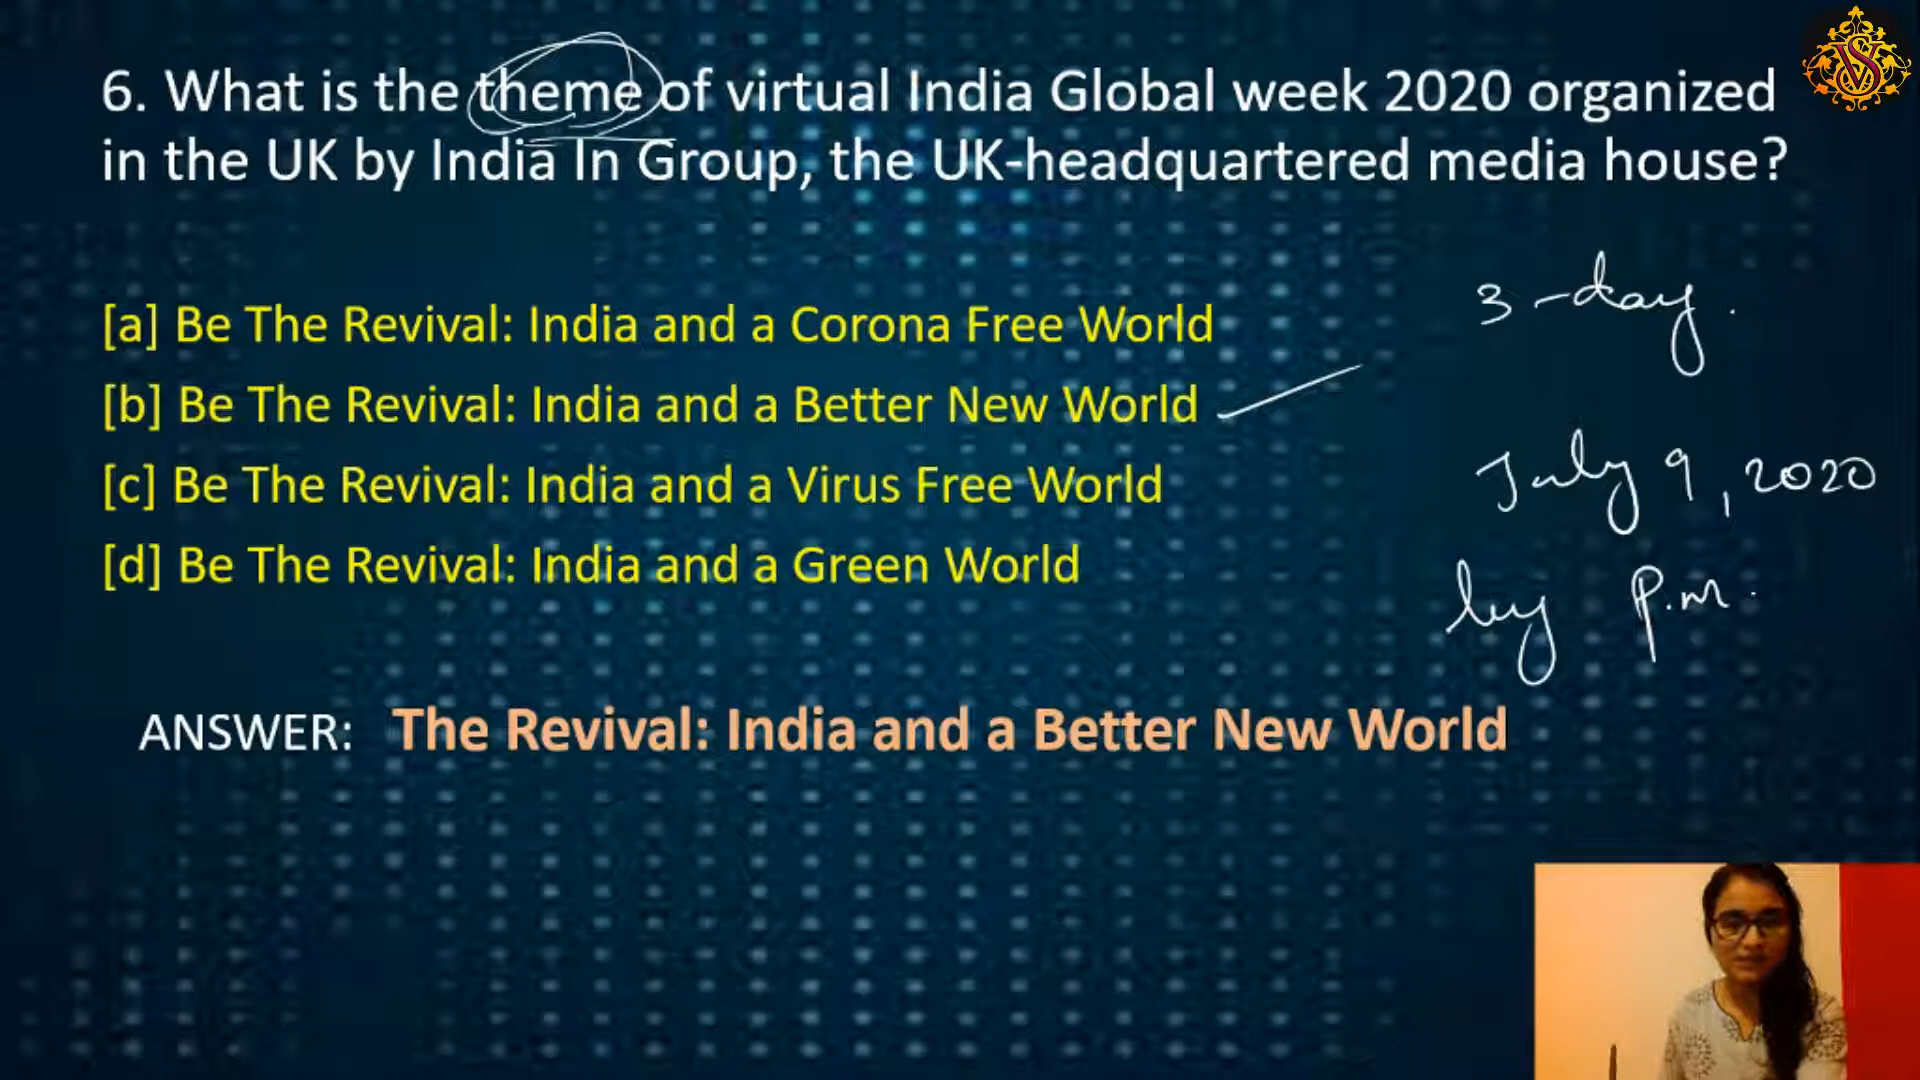 6. What is the theme of virtual India Global week 2020 organized
in the UK by India In Group, the UK-headquartered media house?
[a] Be The Revival: India and a Corona Free World
[b] Be The Revival: India and a Better New World
[c] Be The Revival: India and a Virus Free World
[d] Be The Revival: India and a Green World
3-day.
July 9, 2020
by P.M.
ANSWER: The Revival: India and a Better New World